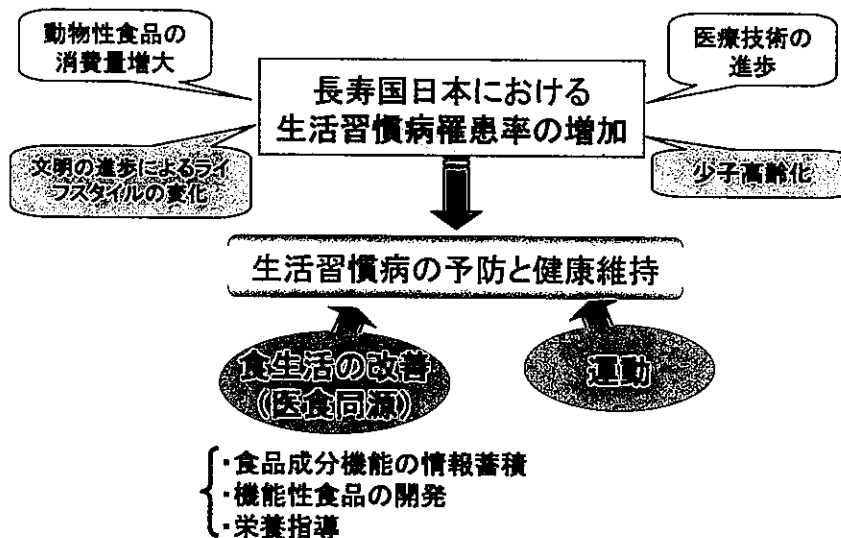 動物性食品の
消費量増大
医療技術の
進歩
長寿国日本における
生活習慣病罹患率の増加
文明の進歩によるライ
フスタイルの変化
少子高齢化
生活習慣病の予防と健康維持
食生活の改善
(医食同源)
運動
・食品成分機能の情報蓄積
・機能性食品の開発
・栄養指導